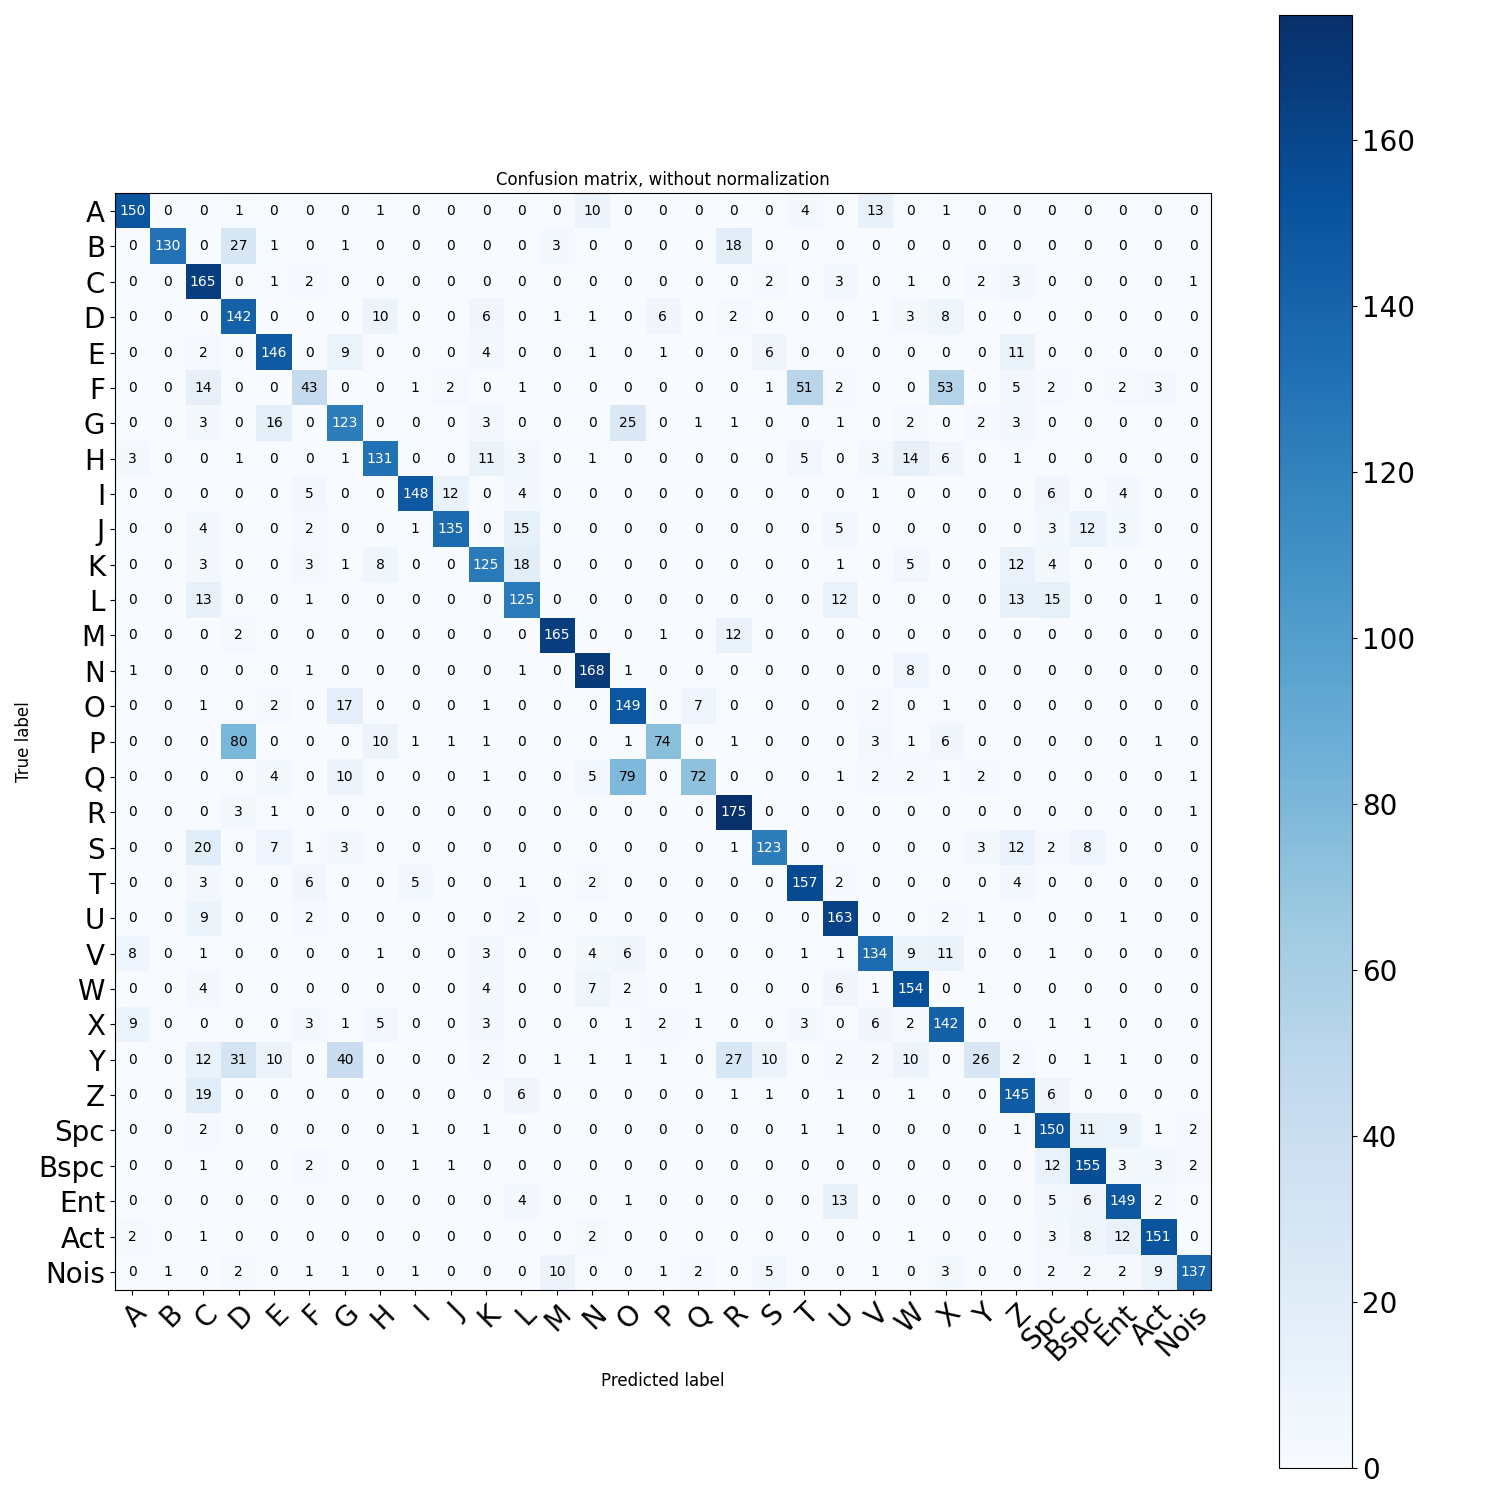 Confusion matrix, without normalization
True label
A 150 0 0 1 0 0 0 1 0 0 0 0 0 10 0 0 0 0 0 4 0 13 0 1 0 0 0 0 0 0 0
B 0 130 0 27 1 0 1 0 0 0 0 0 3 0 0 0 0 18 0 0 0 0 0 0 0 0 0 0 0 0 0
C 0 0 165 0 1 2 0 0 0 0 0 0 0 0 0 0 0 0 2 0 3 0 1 0 2 3 0 0 0 0 1
D 0 0 0 142 0 0 0 10 0 0 6 0 1 1 0 6 0 2 0 0 0 1 3 8 0 0 0 0 0 0 0
E 0 0 2 0 146 0 9 0 0 0 4 0 0 1 0 1 0 0 6 0 0 0 0 0 0 11 0 0 0 0 0
F 0 0 14 0 0 43 0 0 1 2 0 1 0 0 0 0 0 0 1 51 2 0 0 53 0 5 2 0 2 3 0
G 0 0 3 0 16 0 123 0 0 0 3 0 0 0 25 0 1 1 0 0 1 0 2 0 2 3 0 0 0 0 0
H 3 0 0 1 0 0 1 131 0 0 11 3 0 1 0 0 0 0 0 5 0 3 14 6 0 1 0 0 0 0 0
I 0 0 0 0 0 5 0 0 148 12 0 4 0 0 0 0 0 0 0 0 0 1 0 0 0 0 6 0 4 0 0
J 0 0 4 0 0 2 0 0 1 135 0 15 0 0 0 0 0 0 0 0 5 0 0 0 0 0 3 12 3 0 0
K 0 0 3 0 0 3 1 8 0 0 125 18 0 0 0 0 0 0 0 0 1 0 5 0 0 12 4 0 0 0 0
L 0 0 13 0 0 1 0 0 0 0 0 125 0 0 0 0 0 0 0 0 12 0 0 0 0 13 15 0 0 1 0
M 0 0 0 2 0 0 0 0 0 0 0 0 165 0 0 1 0 12 0 0 0 0 0 0 0 0 0 0 0 0 0
N 1 0 0 0 0 1 0 0 0 0 0 1 0 168 1 0 0 0 0 0 0 0 8 0 0 0 0 0 0 0 0
O 0 0 1 0 2 0 17 0 0 0 1 0 0 0 149 0 7 0 0 0 0 2 0 1 0 0 0 0 0 0 0
P 0 0 0 80 0 0 0 10 1 1 1 0 0 0 1 74 0 1 0 0 0 3 1 6 0 0 0 0 0 1 0
Q 0 0 0 0 4 0 10 0 0 0 1 0 0 5 79 0 72 0 0 0 1 2 2 1 2 0 0 0 0 0 1
R 0 0 0 3 1 0 0 0 0 0 0 0 0 0 0 0 0 175 0 0 0 0 0 0 0 0 0 0 0 0 1
S 0 0 20 0 7 1 3 0 0 0 0 0 0 0 0 0 0 1 123 0 0 0 0 0 3 12 2 8 0 0 0
T 0 0 3 0 0 6 0 0 5 0 0 1 0 2 0 0 0 0 0 157 2 0 0 0 0 4 0 0 0 0 0
U 0 0 9 0 0 2 0 0 0 0 0 2 0 0 0 0 0 0 0 0 163 0 0 2 1 0 0 0 1 0 0
V 8 0 1 0 0 0 0 1 0 0 3 0 0 4 6 0 0 0 0 1 1 134 9 11 0 0 1 0 0 0 0
W 0 0 4 0 0 0 0 0 0 0 4 0 0 7 2 0 1 0 0 0 6 1 154 0 1 0 0 0 0 0 0
X 9 0 0 0 0 3 1 5 0 0 3 0 0 0 1 2 1 0 0 3 0 6 2 142 0 0 1 1 0 0 0
Y 0 0 12 31 10 0 40 0 0 0 2 0 1 1 1 1 0 27 10 0 2 2 10 0 26 2 0 1 1 0 0
Z 0 0 19 0 0 0 0 0 0 0 0 6 0 0 0 0 0 1 1 0 1 0 1 0 0 145 6 0 0 0 0
Spc 0 0 2 0 0 0 0 0 1 0 1 0 0 0 0 0 0 0 0 1 1 0 0 0 0 1 150 11 9 1 2
Bspc 0 0 1 0 0 2 0 0 1 1 0 0 0 0 0 0 0 0 0 0 0 0 0 0 0 0 12 155 3 3 2
Ent 0 0 0 0 0 0 0 0 0 0 0 4 0 0 1 0 0 0 0 0 13 0 0 0 0 0 5 6 149 2 0
Act 2 0 1 0 0 0 0 0 0 0 0 0 0 2 0 0 0 0 0 0 0 0 1 0 0 0 3 8 12 151 0
Nois 0 1 0 2 0 1 1 0 1 0 0 0 10 0 0 1 2 0 5 0 0 1 0 3 0 0 2 2 2 9 137
A B C D E F G H I J K L M N O P Q R S T U V W X Y Z Spc Bspc Ent Act Nois
Predicted label
160
140
120
100
80
60
40
20
0